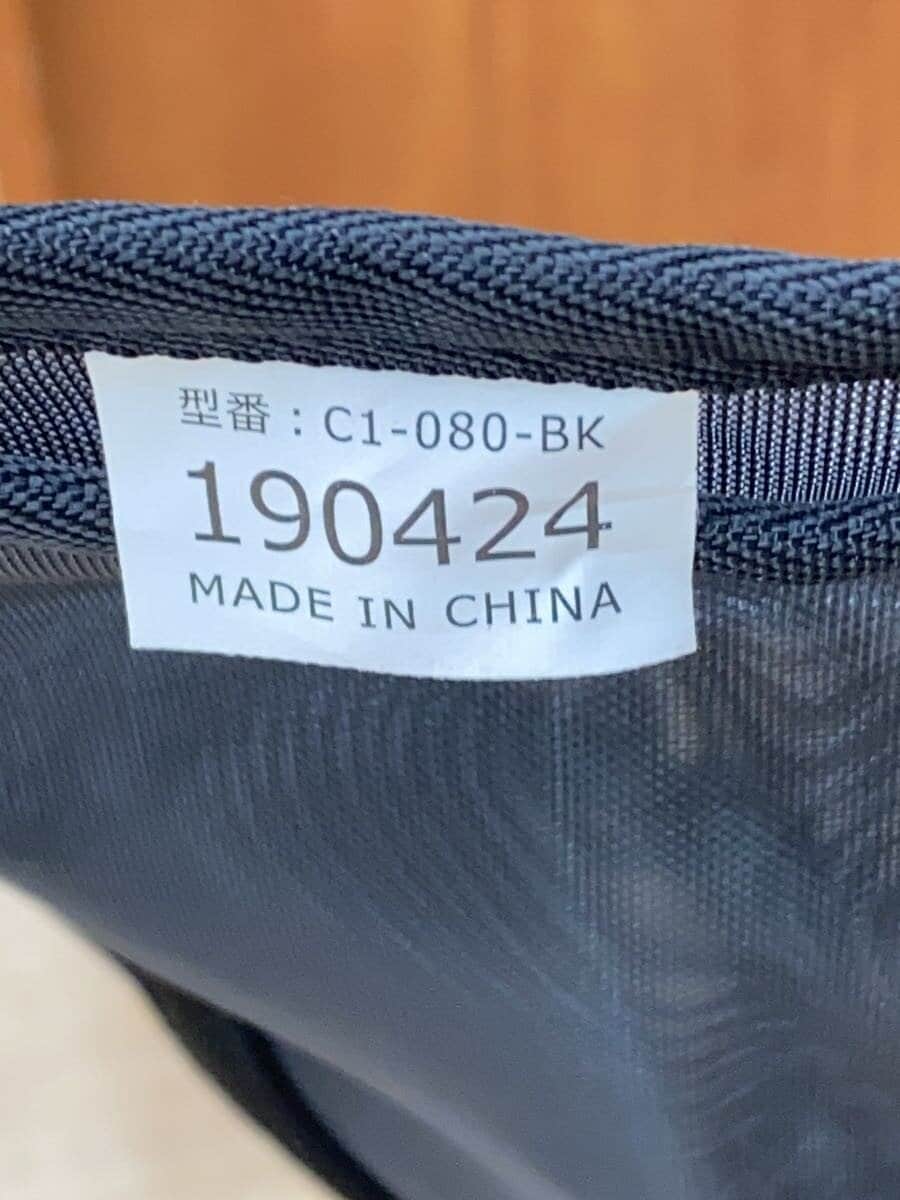 型番：C1-080-BK
190424
MADE IN CHINA